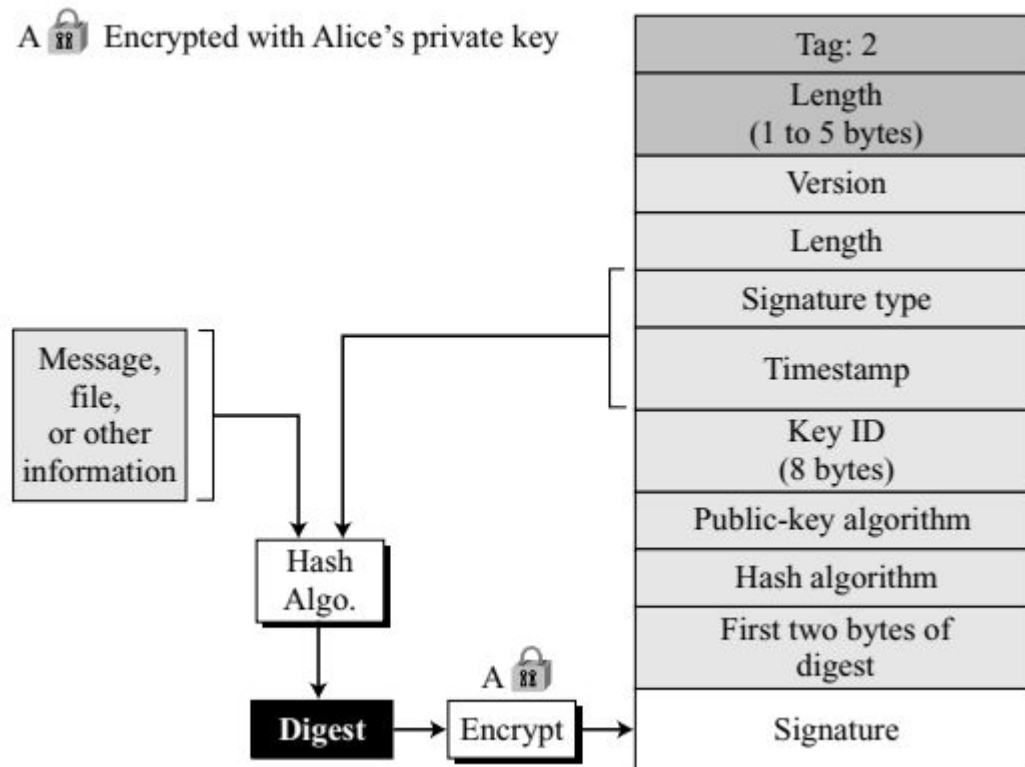 A Encrypted with Alice's private key
Tag: 2
Length
(1 to 5 bytes)
Version
Length
Signature type
Timestamp
Key ID
(8 bytes)
Public-key algorithm
Hash algorithm
First two bytes of
digest
Signature
Message,
file,
or other
information
Hash
Algo.
Digest
A
Encrypt